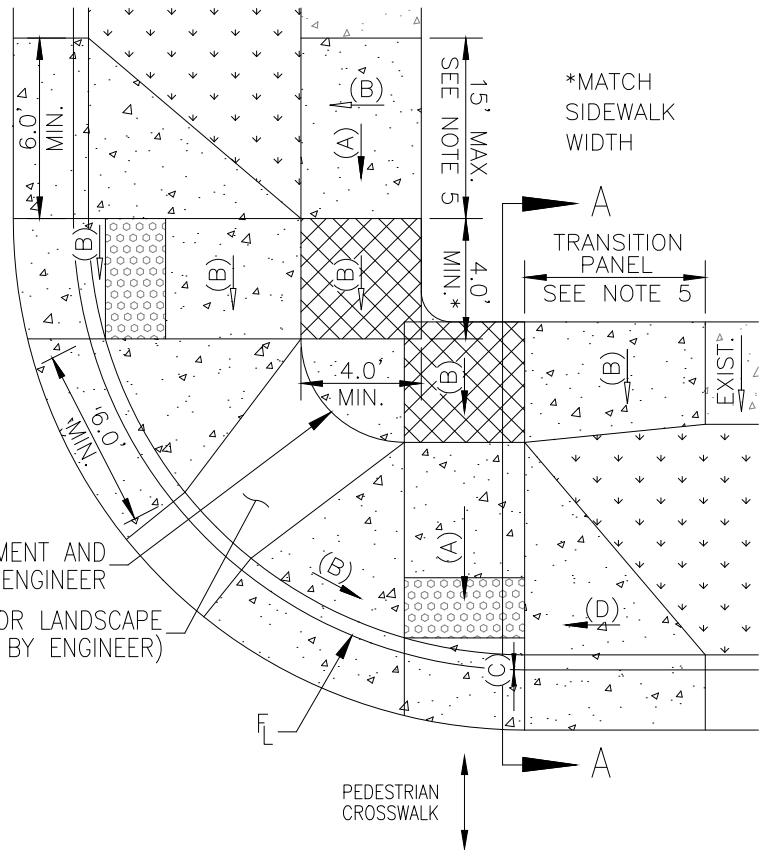 6.0'
MIN.
(B)
(A)
15' MAX.
SEE NOTE 5
*MATCH
SIDEWALK
WIDTH
A
(B)
(B)
(B)
4.0'
MIN.*
TRANSITION
PANEL
SEE NOTE 5
4.0'
MIN.
(B)
(B)
EXIST.
6.0'
MIN.
MENT AND
ENGINEER
OR LANDSCAPE
BY ENGINEER)
(B)
(A)
(D)
(C)
FL
A
PEDESTRIAN
CROSSWALK